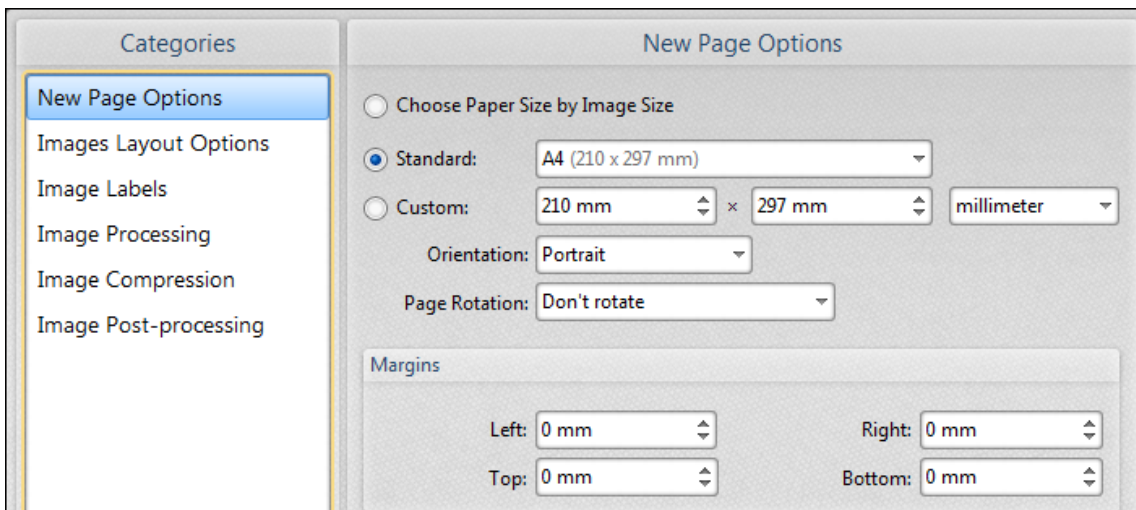 Categories
New Page Options
Images Layout Options
Image Labels
Image Processing
Image Compression
Image Post-processing
New Page Options
Choose Paper Size by Image Size
Standard: A4 (210 x 297 mm)
Custom: 210 mm × 297 mm millimeter
Orientation: Portrait
Page Rotation: Don't rotate
Margins
Left: 0 mm Right: 0 mm
Top: 0 mm Bottom: 0 mm